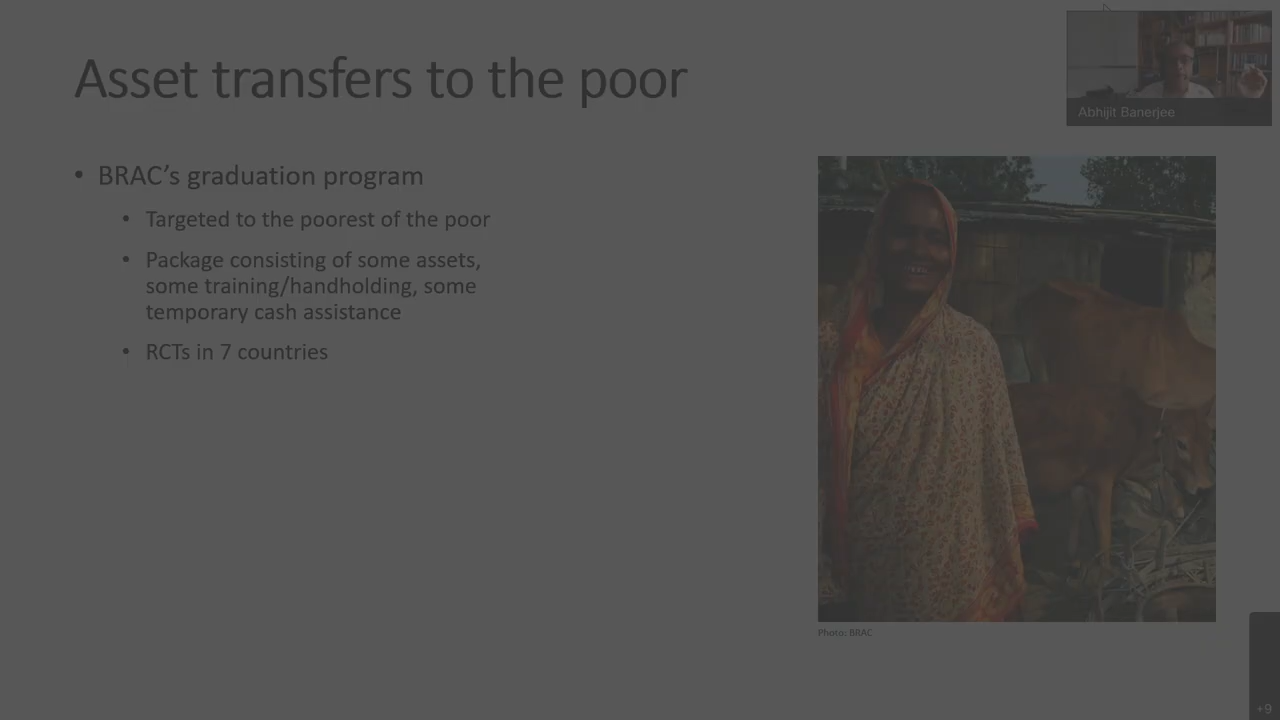 Asset transfers to the poor
Abhijit Banerjee
• BRAC's graduation program
• Targeted to the poorest of the poor
• Package consisting of some assets,
some training/handholding, some
temporary cash assistance
• RCTs in 7 countries
Photo: BRAC
+9